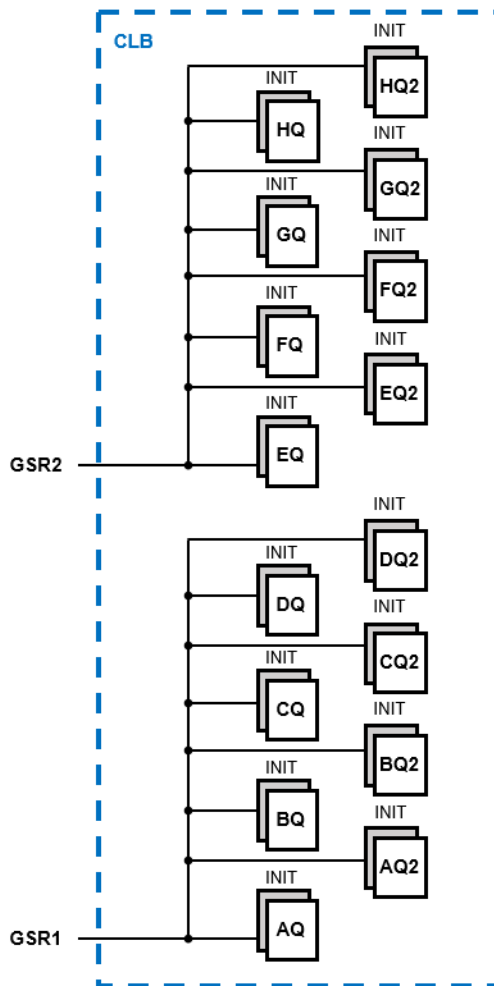 CLB
INIT
HQ2
INIT
HQ
INIT
GQ2
INIT
GQ
INIT
FQ2
INIT
FQ
INIT
EQ2
INIT
EQ
GSR2
INIT
DQ2
INIT
DQ
INIT
CQ2
INIT
CQ
INIT
BQ2
INIT
BQ
INIT
AQ2
INIT
AQ
GSR1